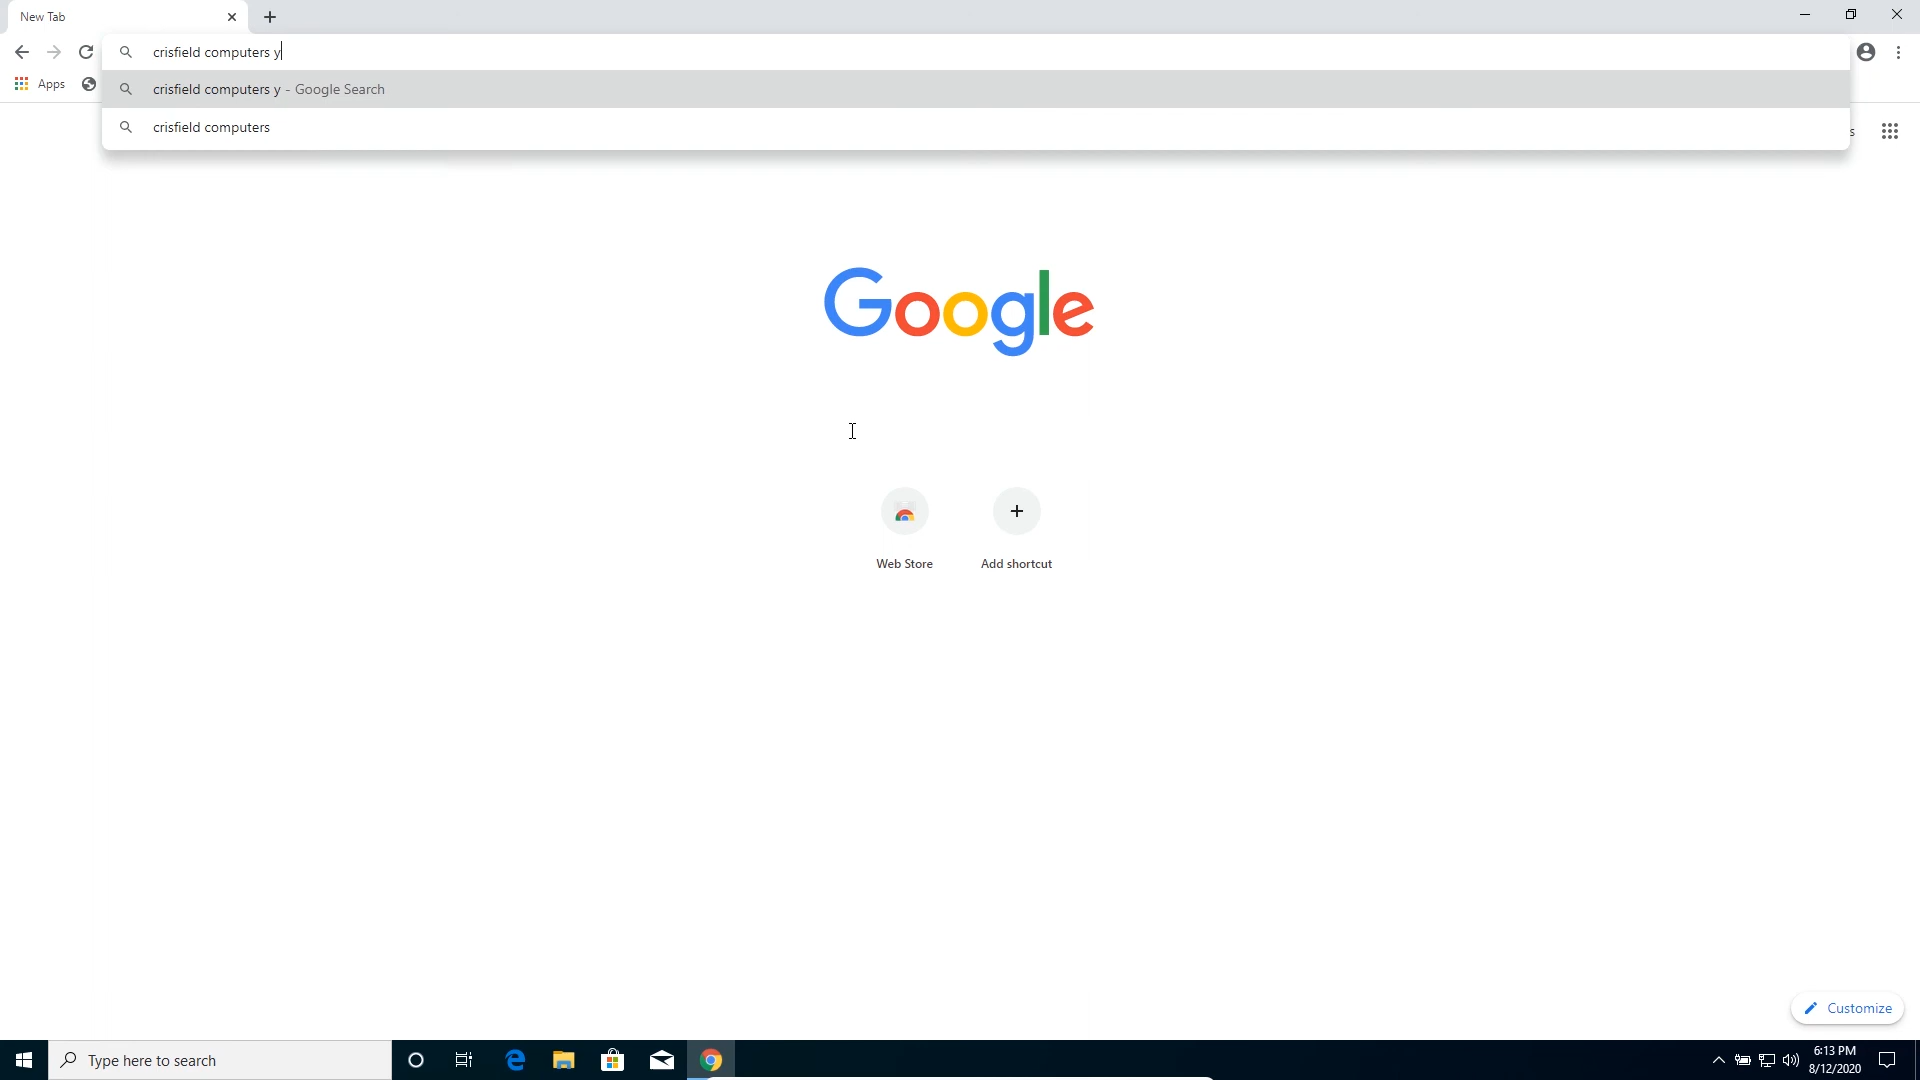 New Tab
crisfield computers y
Apps
crisfield computers y - Google Search
crisfield computers
s
Google
Web Store
Add shortcut
Customize
Type here to search
6:13 PM
8/12/2020